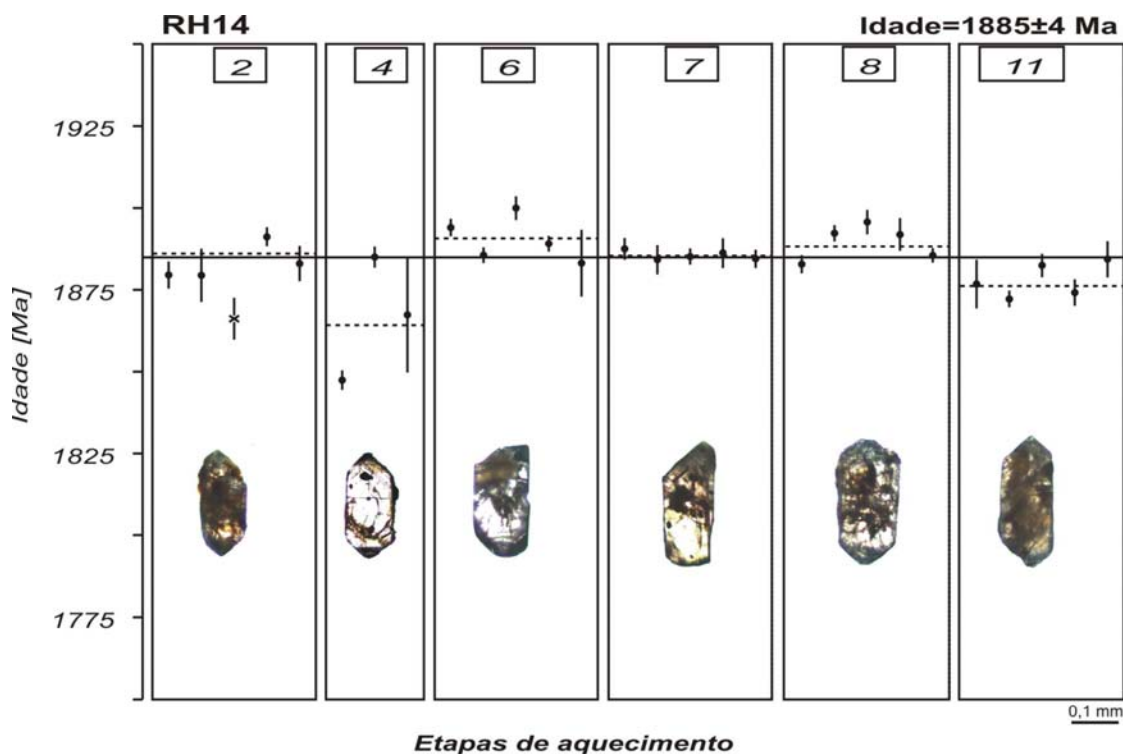 RH14
Idade=1885±4 Ma
2
4
6
7
8
11
Idade [Ma]
1925
1875
1825
1775
0,1 mm
Etapas de aquecimento